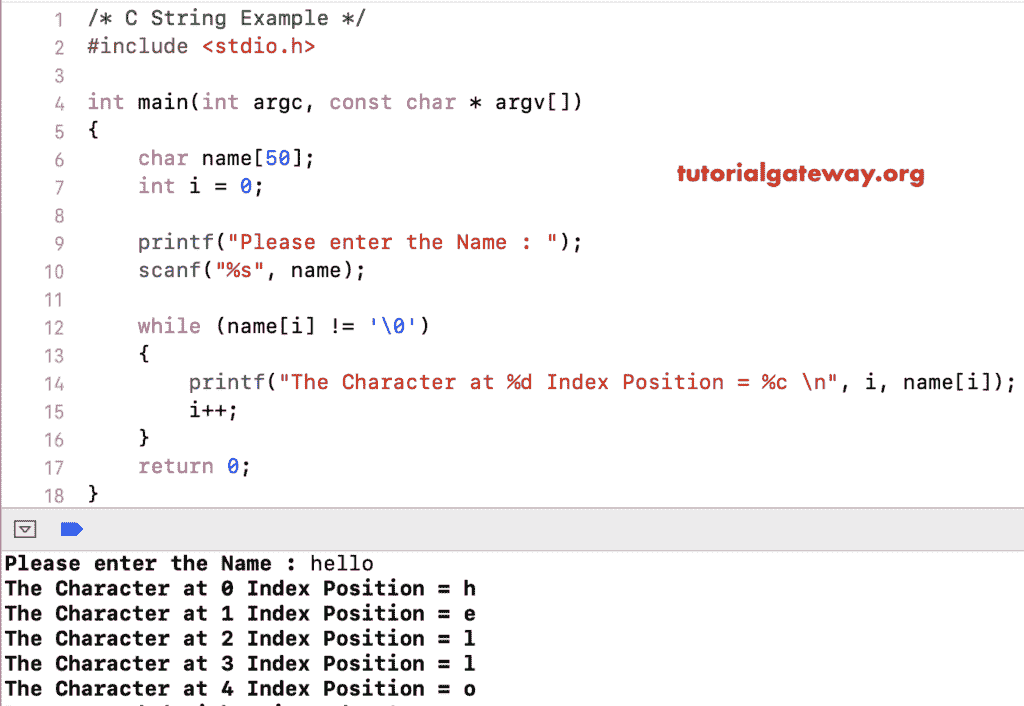 1 /* C String Example */
2 #include <stdio.h>
3
4 int main(int argc, const char * argv[])
5 {
6     char name[50];
tutorialgateway.org
7     int i = 0;
8
9     printf("Please enter the Name : ");
10     scanf("%s", name);
11
12     while (name[i] != '\0')
13     {
14         printf("The Character at %d Index Position = %c \n", i, name[i]);
15         i++;
16     }
17     return 0;
18 }
Please enter the Name : hello
The Character at 0 Index Position = h
The Character at 1 Index Position = e
The Character at 2 Index Position = l
The Character at 3 Index Position = l
The Character at 4 Index Position = o